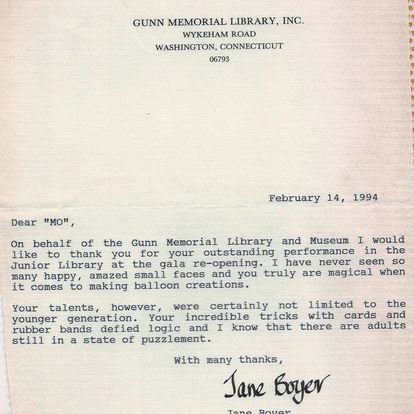 GUNN MEMORIAL LIBRARY, INC.
WYKEHAM ROAD
WASHINGTON, CONNECTICUT
06793
February 14, 1994
Dear "MO",
On behalf of the Gunn Memorial Library and Museum I would
like to thank you for your outstanding performance in the
Junior Library at the gala re-opening. I have never seen so
many happy, amazed small faces and you truly are magical when
it comes to making balloon creations.
Your talents, however, were certainly not limited to the
younger generation. Your incredible tricks with cards and
rubber bands defied logic and I know that there are adults
still in a state of puzzlement.
With many thanks,
Jane Boyer
Jane Boyer